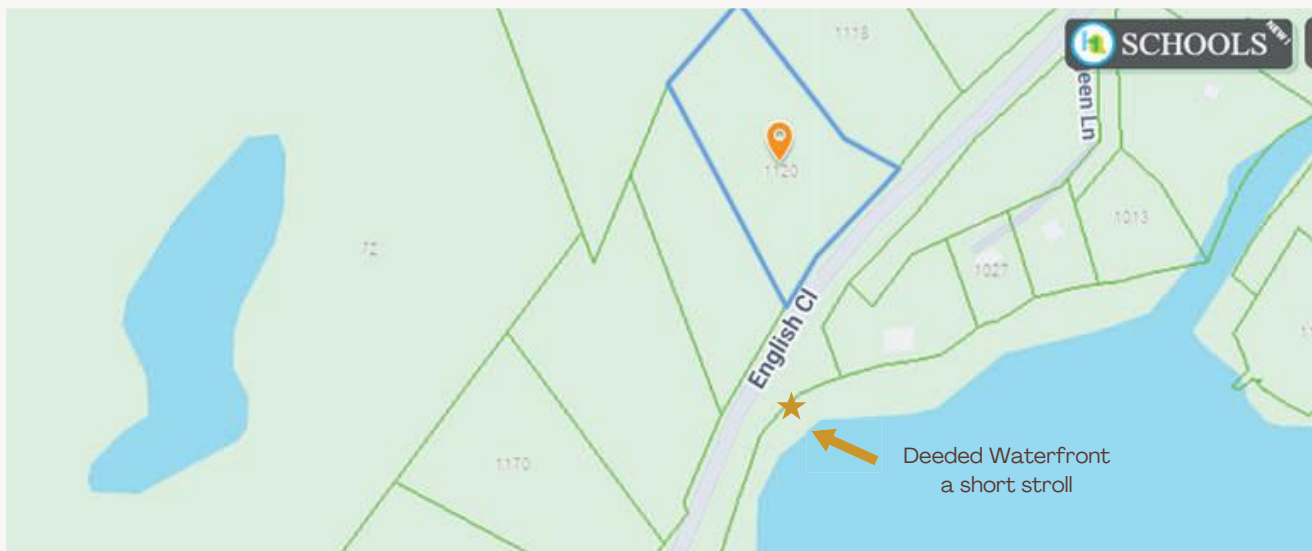 1118
SCHOOLS NEW!
een Ln
1120
1013
72
1027
English Cl
Deeded Waterfront
a short stroll
1170